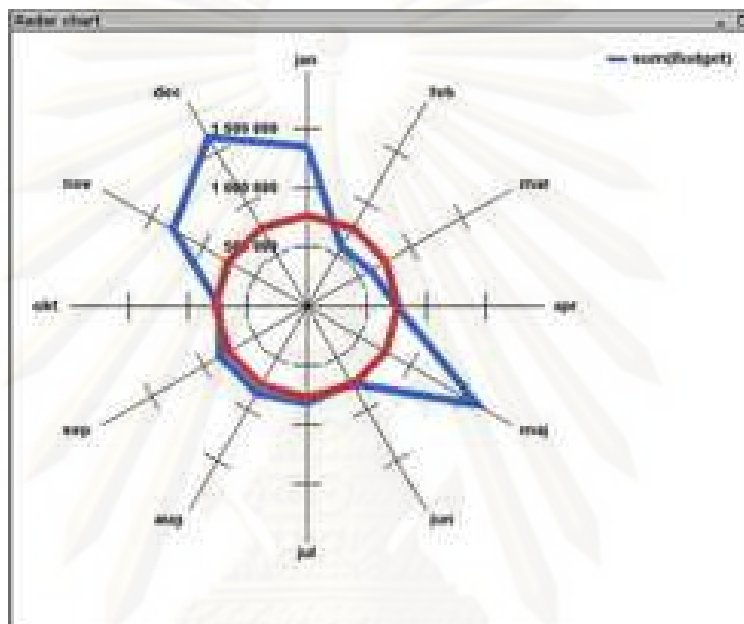 Radar chart
jan
sum(Budget)
dec
feb
1 500 000
nov
mar
1 000 000
500 000
okt
apr
sep
maj
aug
jun
jul